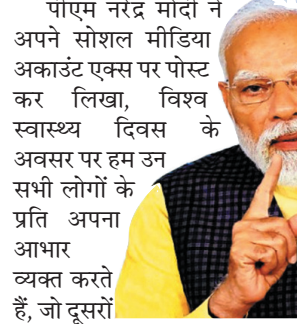 पीएम नरेंद्र मोदी ने
अपने सोशल मीडिया
अकाउंट एक्स पर पोस्ट
कर लिखा, विश्व
स्वास्थ्य दिवस के
अवसर पर हम उन
सभी लोगों के
प्रति अपना
आभार
व्यक्त करते
हैं, जो दूसरों